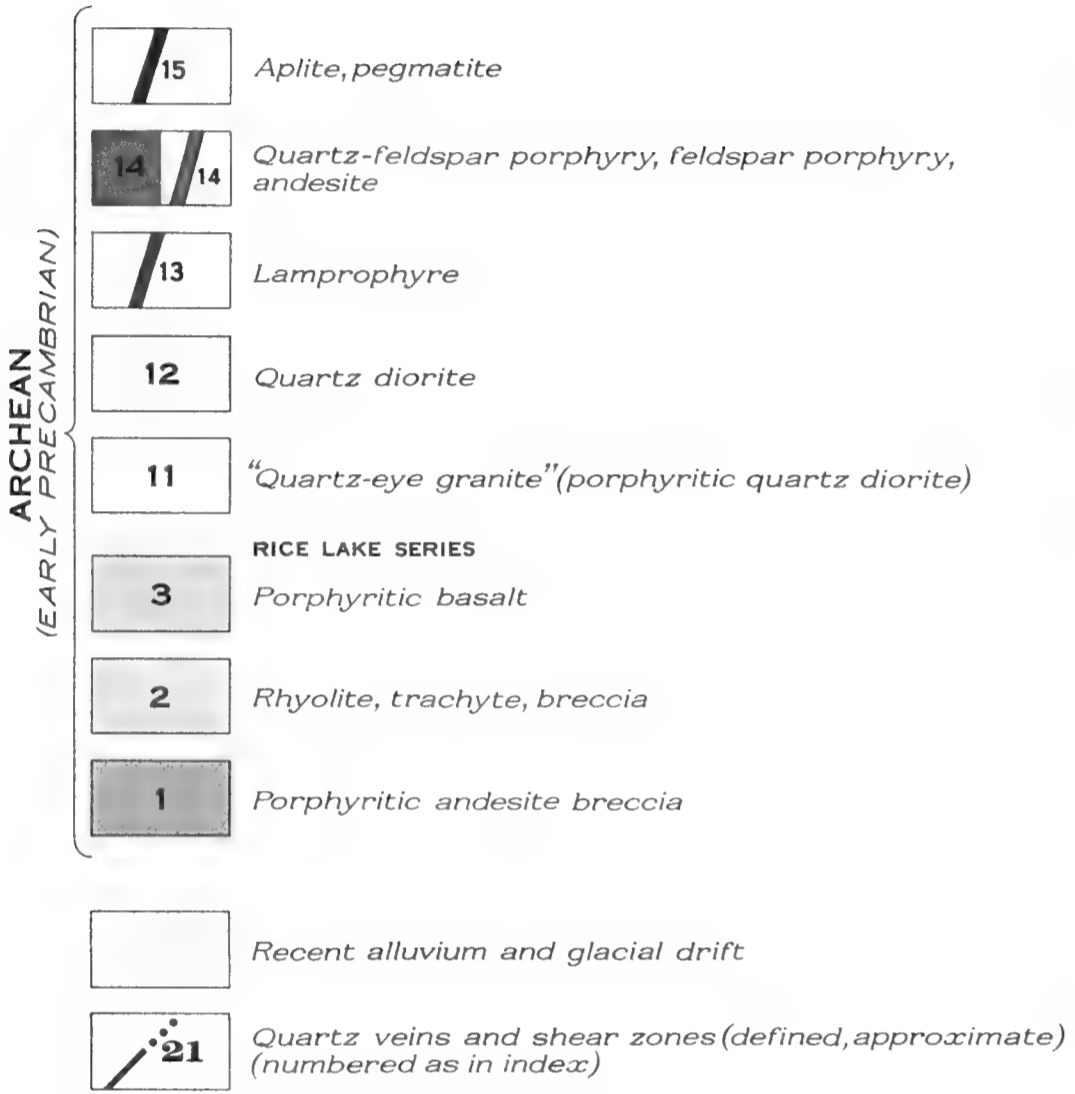 ARCHEAN
(EARLY PRECAMBRIAN)
15 Aplite, pegmatite
14 14 Quartz-feldspar porphyry, feldspar porphyry,
andesite
13 Lamprophyre
12 Quartz diorite
11 "Quartz-eye granite" (porphyritic quartz diorite)
RICE LAKE SERIES
3 Porphyritic basalt
2 Rhyolite, trachyte, breccia
1 Porphyritic andesite breccia
Recent alluvium and glacial drift
21 Quartz veins and shear zones (defined, approximate)
(numbered as in index)